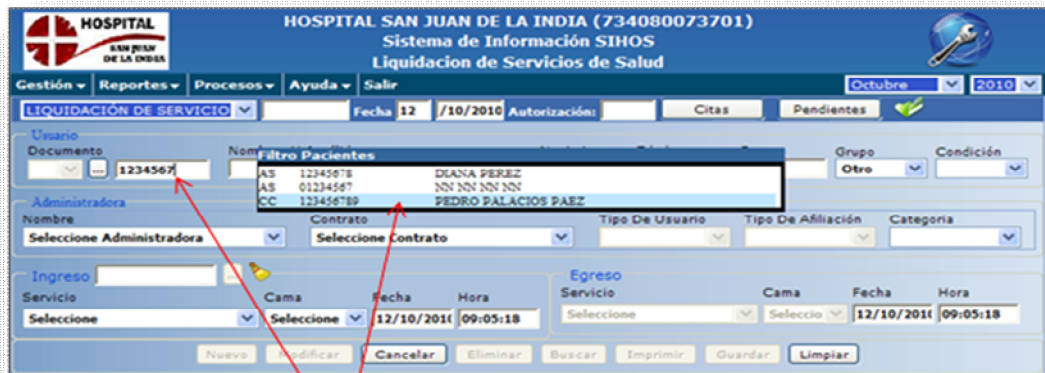 HOSPITAL
SAN JUAN
DE LA INDIA
HOSPITAL SAN JUAN DE LA INDIA (734080073701)
Sistema de Información SIHOS
Liquidacion de Servicios de Salud
Gestión Reportes Procesos Ayuda Salir Octubre 2010
LIQUIDACIÓN DE SERVICIO Fecha 12 /10/2010 Autorización: Citas Pendientes
Usuario
Documento Grupo Condición
... 1234567 Otro
Filtro Pacientes
AS 12345678 DIANA PEREZ
AS 01234567 NN NN NN NN
CC 123456789 PEDRO PALACIOS PAEZ
Administradora
Nombre Contrato Tipo De Usuario Tipo De Afiliación Categoria
Seleccione Administradora Seleccione Contrato
Ingreso ... Egreso
Servicio Cama Fecha Hora Servicio Cama Fecha Hora
Seleccione Seleccione 12/10/201 09:05:18 Seleccione Seleccio 12/10/201 09:05:18
Nuevo Modificar Cancelar Eliminar Buscar Imprimir Guardar Limpiar